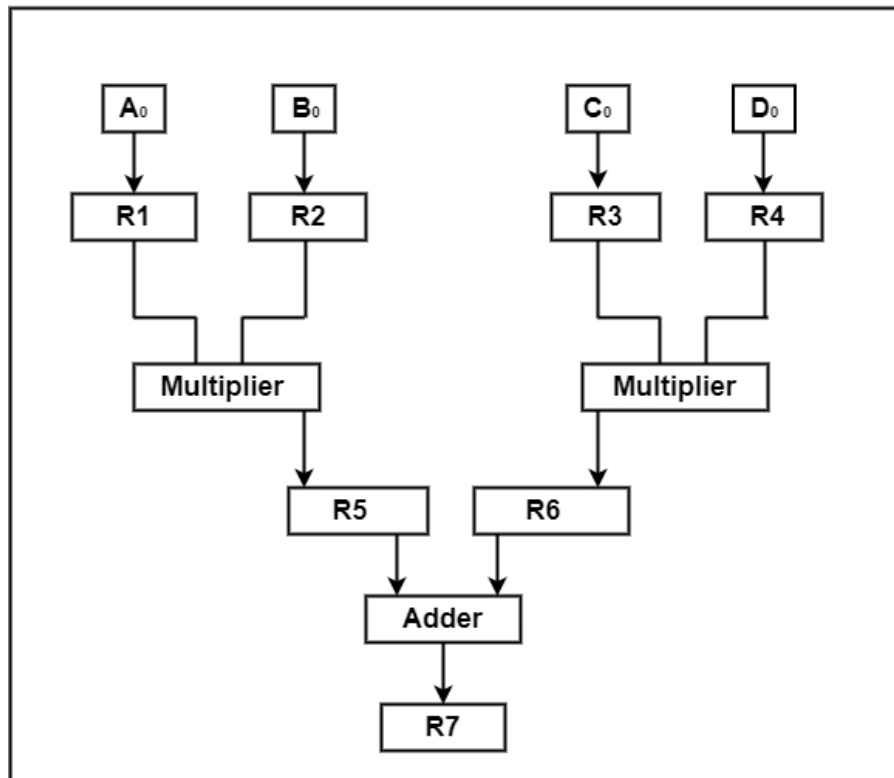 A₀ B₀ C₀ D₀
R1 R2 R3 R4
Multiplier Multiplier
R5 R6
Adder
R7